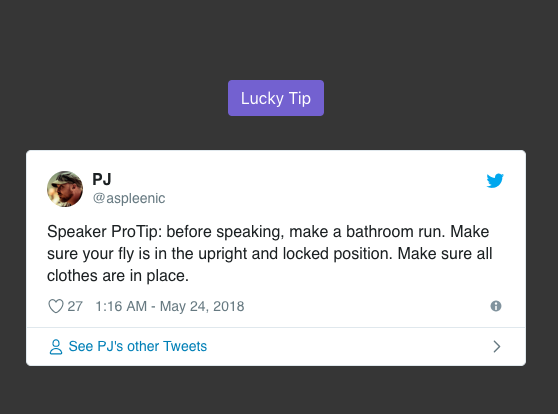 Lucky Tip
PJ
@aspleenic
Speaker ProTip: before speaking, make a bathroom run. Make
sure your fly is in the upright and locked position. Make sure all
clothes are in place.
27 1:16 AM - May 24, 2018
See PJ's other Tweets